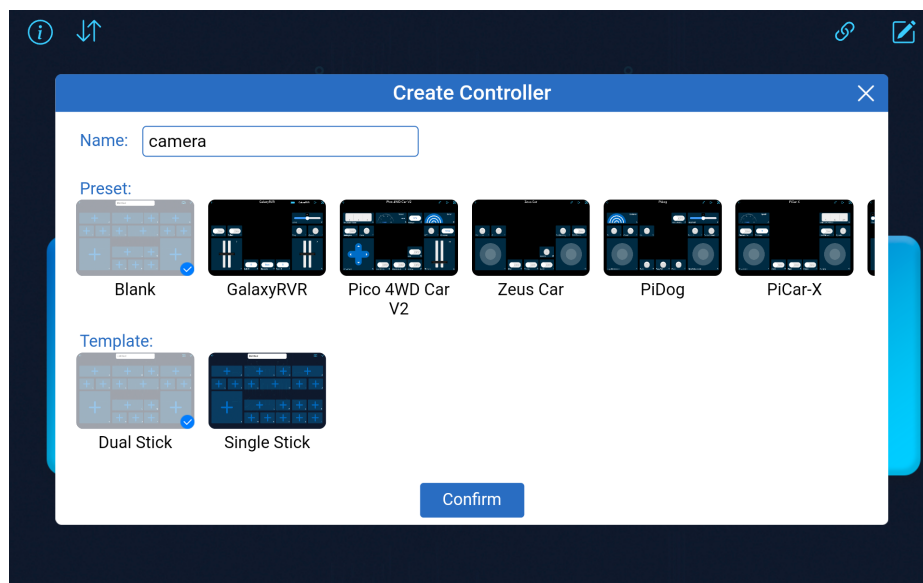 Create Controller
Name: camera
Preset:
Blank
GalaxyRVR
Pico 4WD Car
V2
Zeus Car
PiDog
PiCar-X
Template:
Dual Stick
Single Stick
Confirm